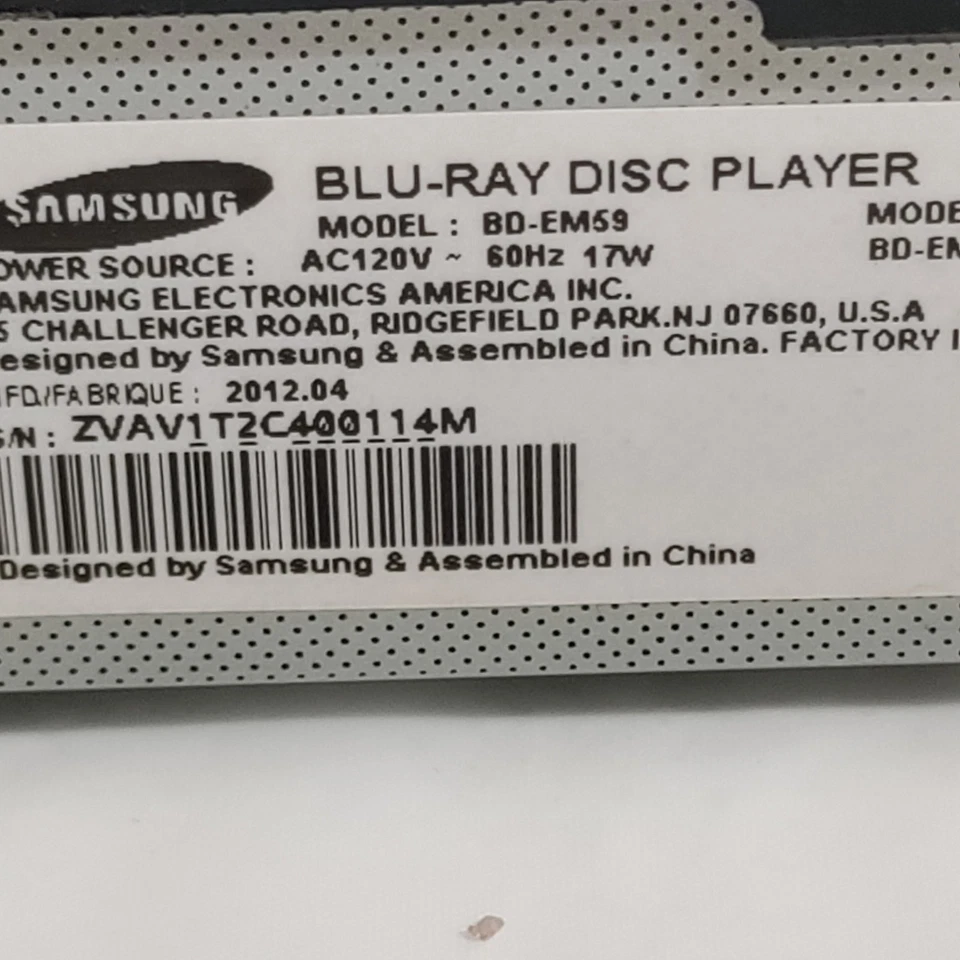 SAMSUNG
BLU-RAY DISC PLAYER
MODEL : BD-EM59
MODE
BD-EM
OWER SOURCE : AC120V ~ 60Hz 17W
AMSUNG ELECTRONICS AMERICA INC.
5 CHALLENGER ROAD, RIDGEFIELD PARK.NJ 07660, U.S.A
esigned by Samsung & Assembled in China. FACTORY I
FD./FABRIQUE : 2012.04
S/N : ZVAV1T2C400114M
Designed by Samsung & Assembled in China